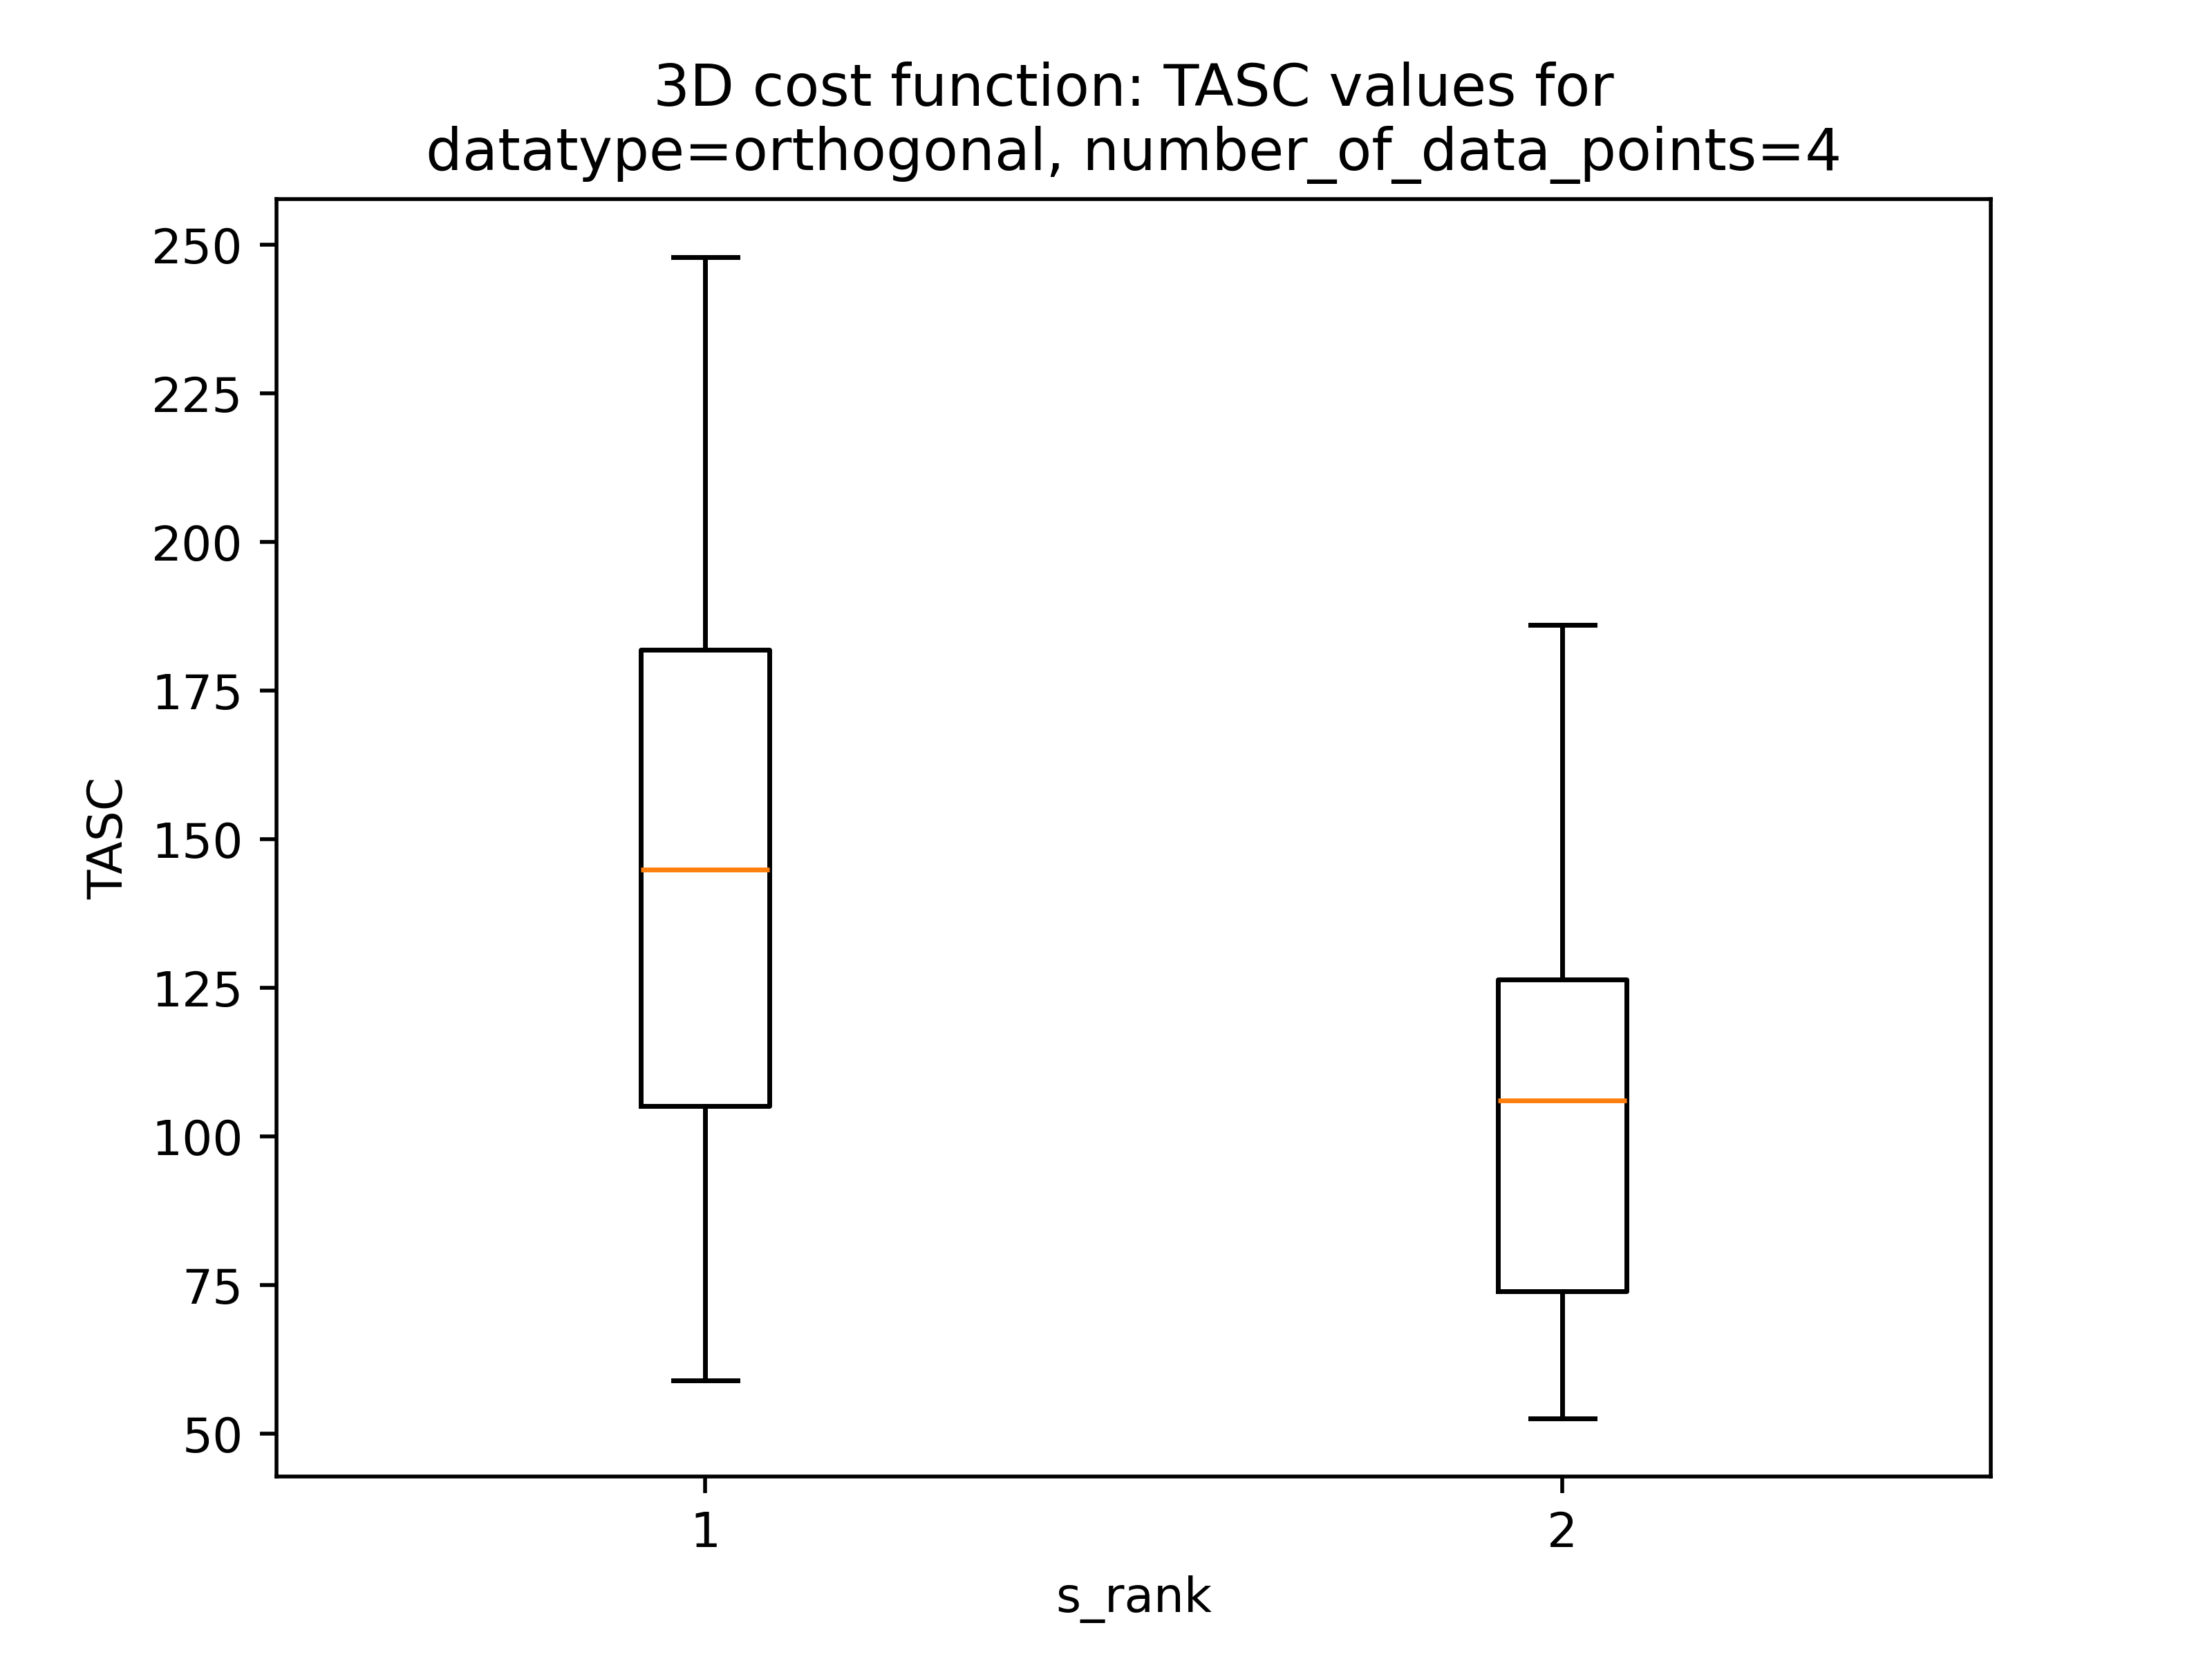 3D cost function: TASC values for
datatype=orthogonal, number_of_data_points=4
250
225
200
175
150
125
100
75
50
TASC
1
2
s_rank